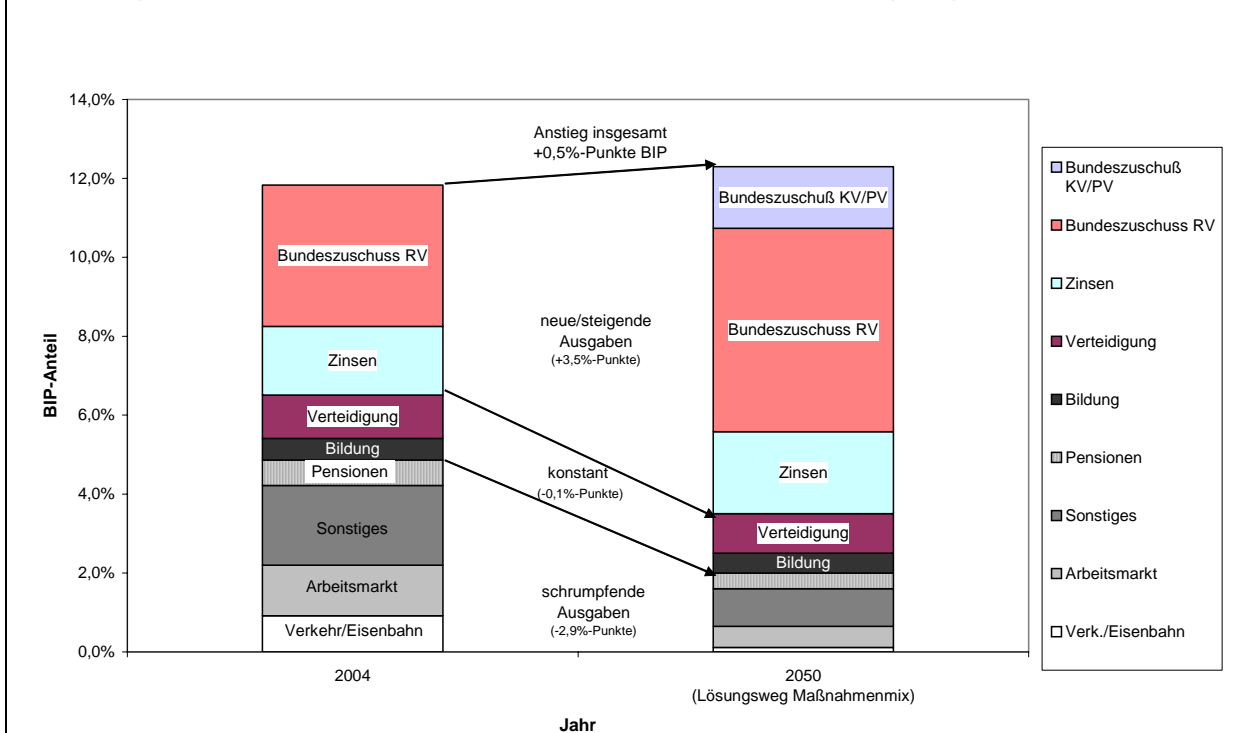 14,0%
12,0%
10,0%
8,0%
6,0%
4,0%
2,0%
0,0%
BIP-Anteil
Bundeszuschuss RV
Zinsen
Verteidigung
Bildung
Pensionen
Sonstiges
Arbeitsmarkt
Verkehr/Eisenbahn
Anstieg insgesamt
+0,5%-Punkte BIP
neue/steigende
Ausgaben
(+3,5%-Punkte)
konstant
(-0,1%-Punkte)
schrumpfende
Ausgaben
(-2,9%-Punkte)
Bundeszuschuß KV/PV
Bundeszuschuss RV
Zinsen
Verteidigung
Bildung
2004
2050
(Lösungsweg Maßnahmenmix)
Jahr
Bundeszuschuß
KV/PV
Bundeszuschuss RV
Zinsen
Verteidigung
Bildung
Pensionen
Sonstiges
Arbeitsmarkt
Verk./Eisenbahn